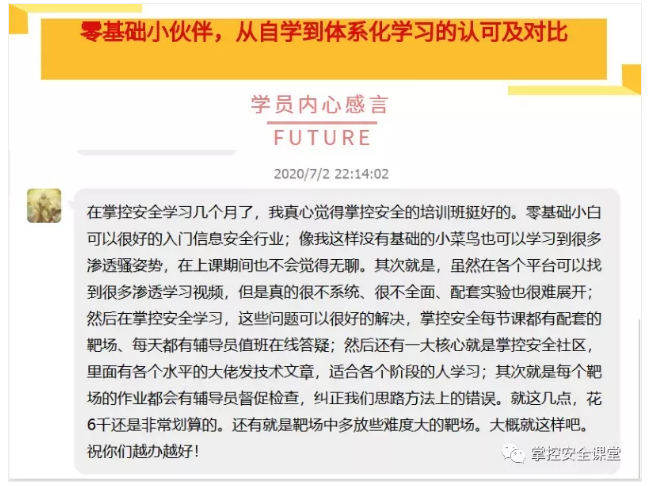 零基础小伙伴，从自学到体系化学习的认可及对比
学员内心感言
FUTURE
2020/7/2 22:14:02
在掌控安全学习几个月了，我真心觉得掌控安全的培训班挺好的。零基础小白
可以很好的入门信息安全行业；像我这样没有基础的小菜鸟也可以学习到很多
渗透骚姿势，在上课期间也不会觉得无聊。其次就是，虽然在各个平台可以找
到很多渗透学习视频，但是真的很不系统、很不全面、配套实验也很难展开；
然后在掌控安全学习，这些问题可以很好的解决，掌控安全每节课都有配套的
靶场、每天都有辅导员值班在线答疑；然后还有一大核心就是掌控安全社区，
里面有各个水平的大佬发技术文章，适合各个阶段的人学习；其次就是每个靶
场的作业都会有辅导员督促检查，纠正我们思路方法上的错误。就这几点，花
6千还是非常划算的。还有就是靶场中多放些难度大的靶场。大概就这样吧。
祝你们越办越好！
掌控安全课堂